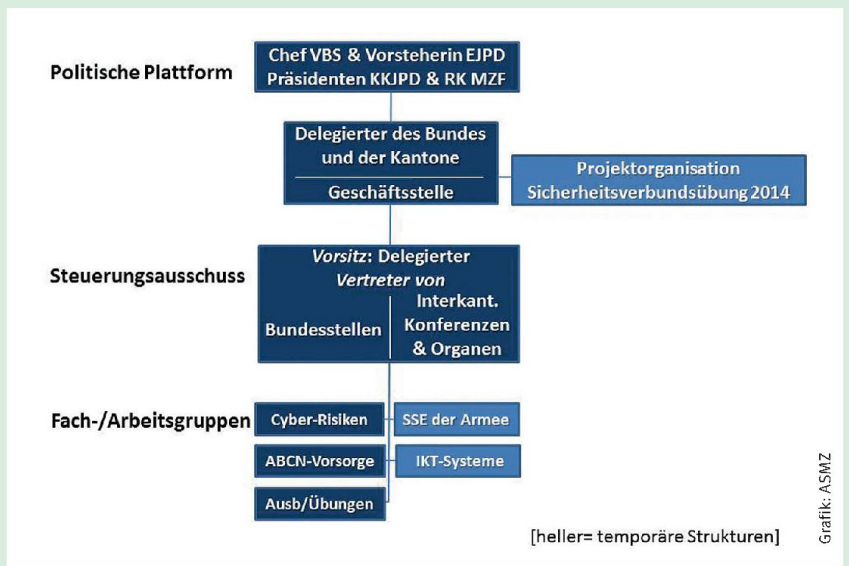 Politische Plattform
Chef VBS & Vorsteherin EJPD
Präsidenten KKJPD & RK MZF
Delegierter des Bundes
und der Kantone
Geschäftsstelle
Projektorganisation
Sicherheitsverbundsübung 2014
Steuerungsausschuss
Vorsitz: Delegierter
Vertreter von
Bundesstellen
Interkant.
Konferenzen
& Organen
Fach-/Arbeitsgruppen
Cyber-Risiken
SSE der Armee
ABCN-Vorsorge
IKT-Systeme
Ausb/Übungen
[heller= temporäre Strukturen]
Grafik: ASMZ